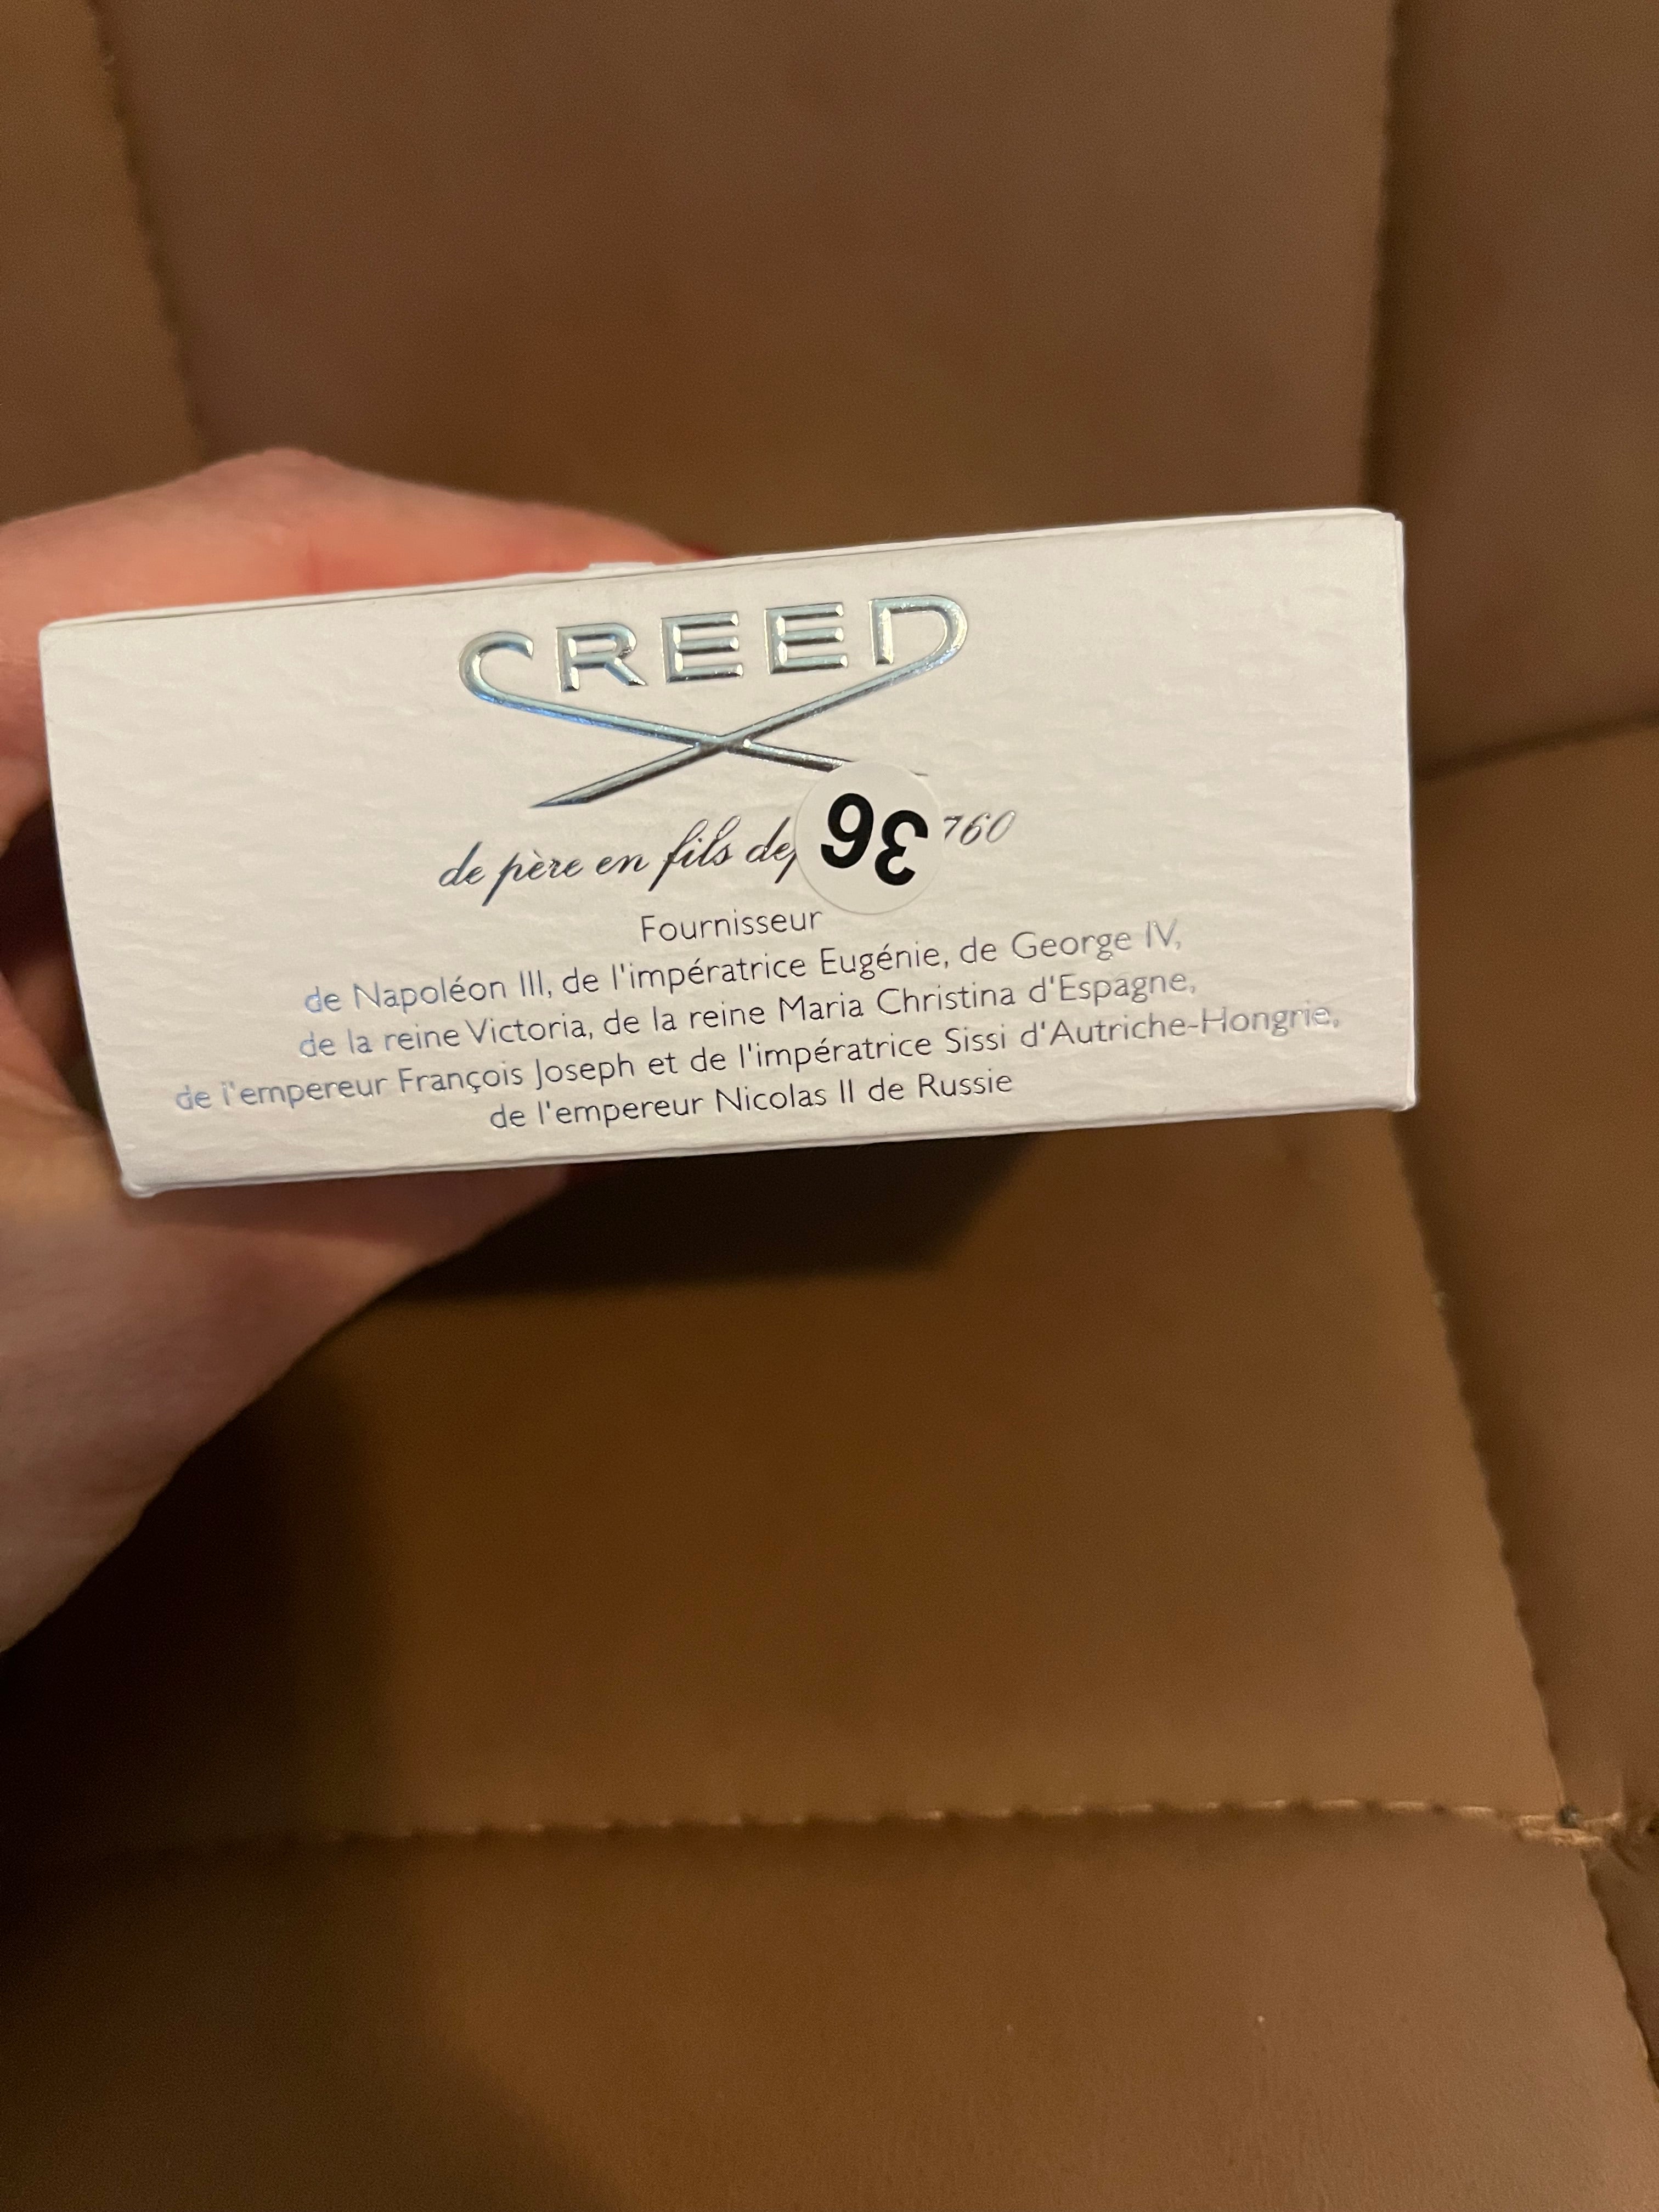 CREED
de père en fils dep 760
36
Fournisseur
de Napoléon III, de l'impératrice Eugénie, de George IV,
de la reine Victoria, de la reine Maria Christina d'Espagne,
de l'empereur François Joseph et de l'impératrice Sissi d'Autriche-Hongrie,
de l'empereur Nicolas II de Russie